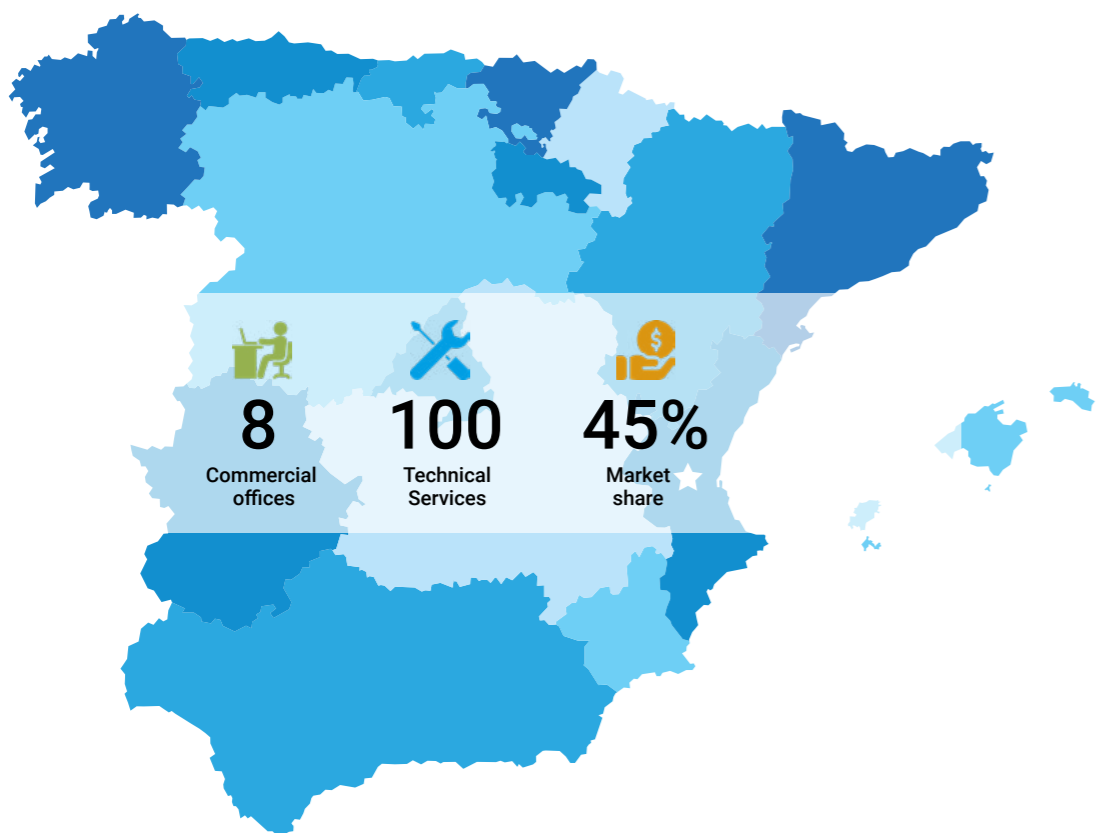 8
Commercial
offices
100
Technical
Services
45%
Market
share